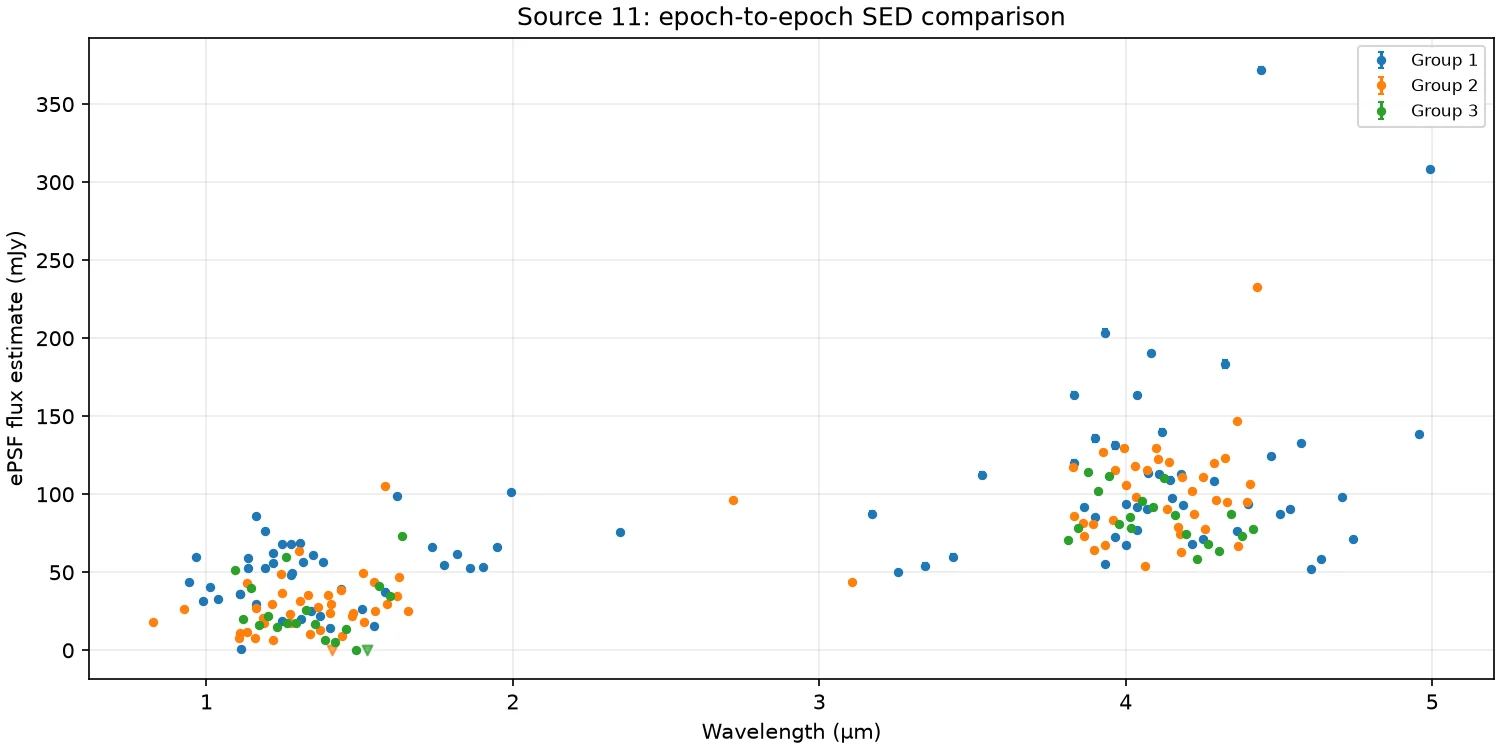 Source 11: epoch-to-epoch SED comparison
ePSF flux estimate (mJy)
350
300
250
200
150
100
50
0
Group 1
Group 2
Group 3
1
2
3
4
5
Wavelength (µm)